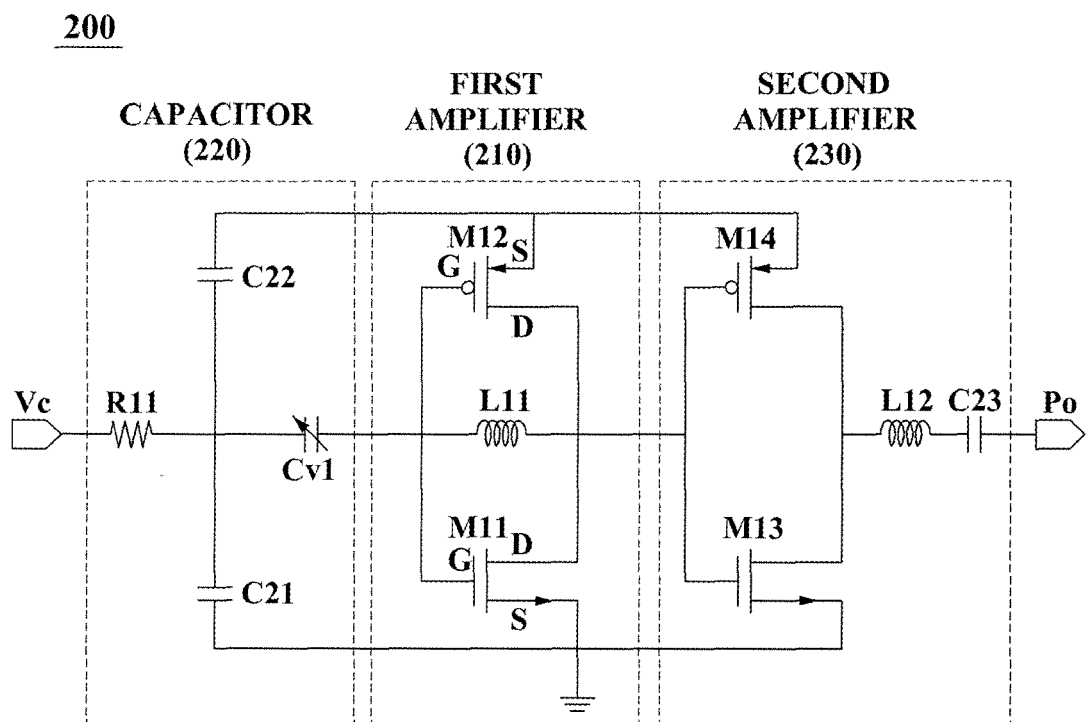 200
CAPACITOR
(220)
FIRST
AMPLIFIER
(210)
SECOND
AMPLIFIER
(230)
M12
S
G
D
C22
M14
Vc
R11
Cv1
L11
L12
C23
Po
M11
D
G
S
C21
M13